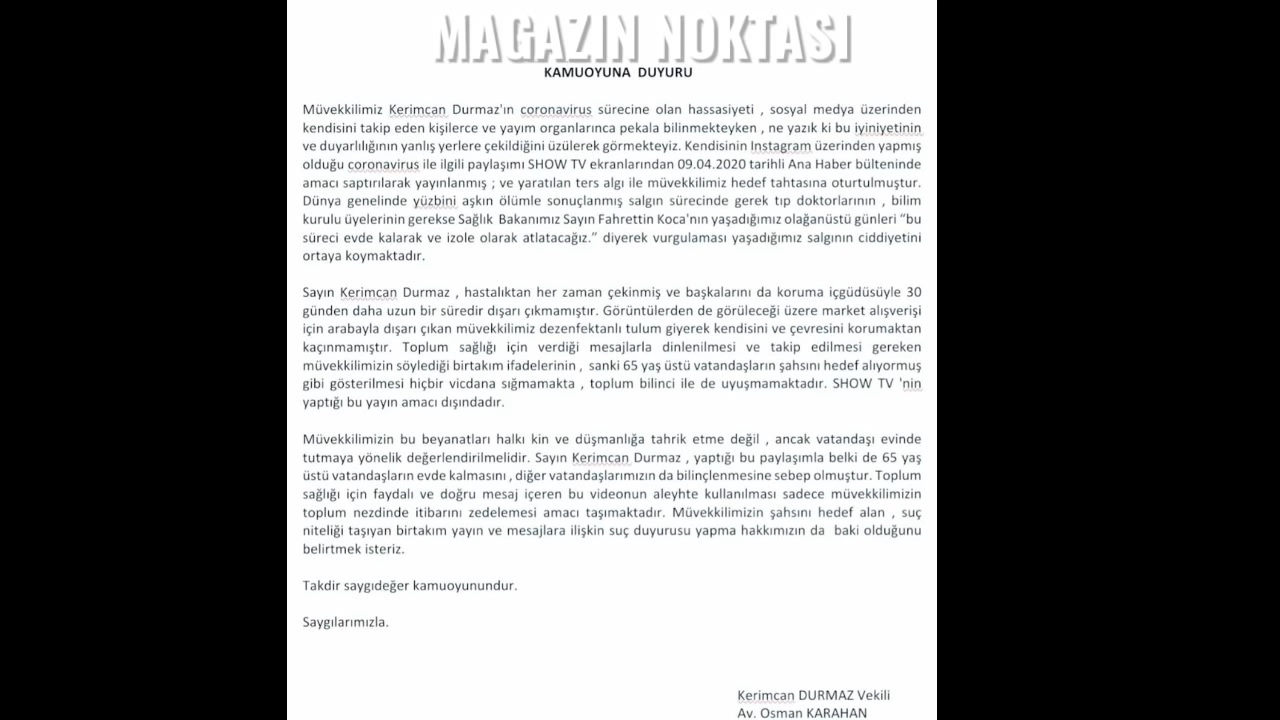 MAGAZIN NOKTASI
KAMUOYUNA DUYURU
Müvekkilimiz Kerimcan Durmaz'ın coronavirus sürecine olan hassasiyeti , sosyal medya üzerinden
kendisini takip eden kişilerce ve yayım organlarınca pekala bilinmekteyken , ne yazık ki bu iyiniyetinin
ve duyarlılığının yanlış yerlere çekildiğini üzülerek görmekteyiz. Kendisinin Instagram üzerinden yapmış
olduğu coronavirus ile ilgili paylaşımı SHOW TV ekranlarından 09.04.2020 tarihli Ana Haber bülteninde
amacı saptırılarak yayınlanmış ; ve yaratılan ters algı ile müvekkilimiz hedef tahtasına oturtulmuştur.
Dünya genelinde yüzbini aşkın ölümle sonuçlanmış salgın sürecinde gerek tıp doktorlarının , bilim
kurulu üyelerinin gerekse Sağlık Bakanımız Sayın Fahrettin Koca'nın yaşadığımız olağanüstü günleri “bu
süreci evde kalarak ve izole olarak atlatacağız.” diyerek vurgulaması yaşadığımız salgının ciddiyetini
ortaya koymaktadır.
Sayın Kerimcan Durmaz , hastalıktan her zaman çekinmiş ve başkalarını da koruma içgüdüsüyle 30
günden daha uzun bir süredir dışarı çıkmamıştır. Görüntülerden de görüleceği üzere market alışverişi
için arabayla dışarı çıkan müvekkilimiz dezenfektanlı tulum giyerek kendisini ve çevresini korumaktan
kaçınmamıştır. Toplum sağlığı için verdiği mesajlarla dinlenilmesi ve takip edilmesi gereken
müvekkilimizin söylediği birtakım ifadelerinin , sanki 65 yaş üstü vatandaşların şahsını hedef alıyormuş
gibi gösterilmesi hiçbir vicdana sığmamakta , toplum bilinci ile de uyuşmamaktadır. SHOW TV 'nin
yaptığı bu yayın amacı dışındadır.
Müvekkilimizin bu beyanatları halkı kin ve düşmanlığa tahrik etme değil , ancak vatandaşı evinde
tutmaya yönelik değerlendirilmelidir. Sayın Kerimcan Durmaz , yaptığı bu paylaşımla belki de 65 yaş
üstü vatandaşların evde kalmasını , diğer vatandaşlarımızın da bilinçlenmesine sebep olmuştur. Toplum
sağlığı için faydalı ve doğru mesaj içeren bu videonun aleyhte kullanılması sadece müvekkilimizin
toplum nezdinde itibarını zedelemesi amacı taşımaktadır. Müvekkilimizin şahsını hedef alan , suç
niteliği taşıyan birtakım yayın ve mesajlara ilişkin suç duyurusu yapma hakkımızın da baki olduğunu
belirtmek isteriz.
Takdir saygıdeğer kamuoyunundur.
Saygılarımızla.
Kerimcan DURMAZ Vekili
Av. Osman KARAHAN